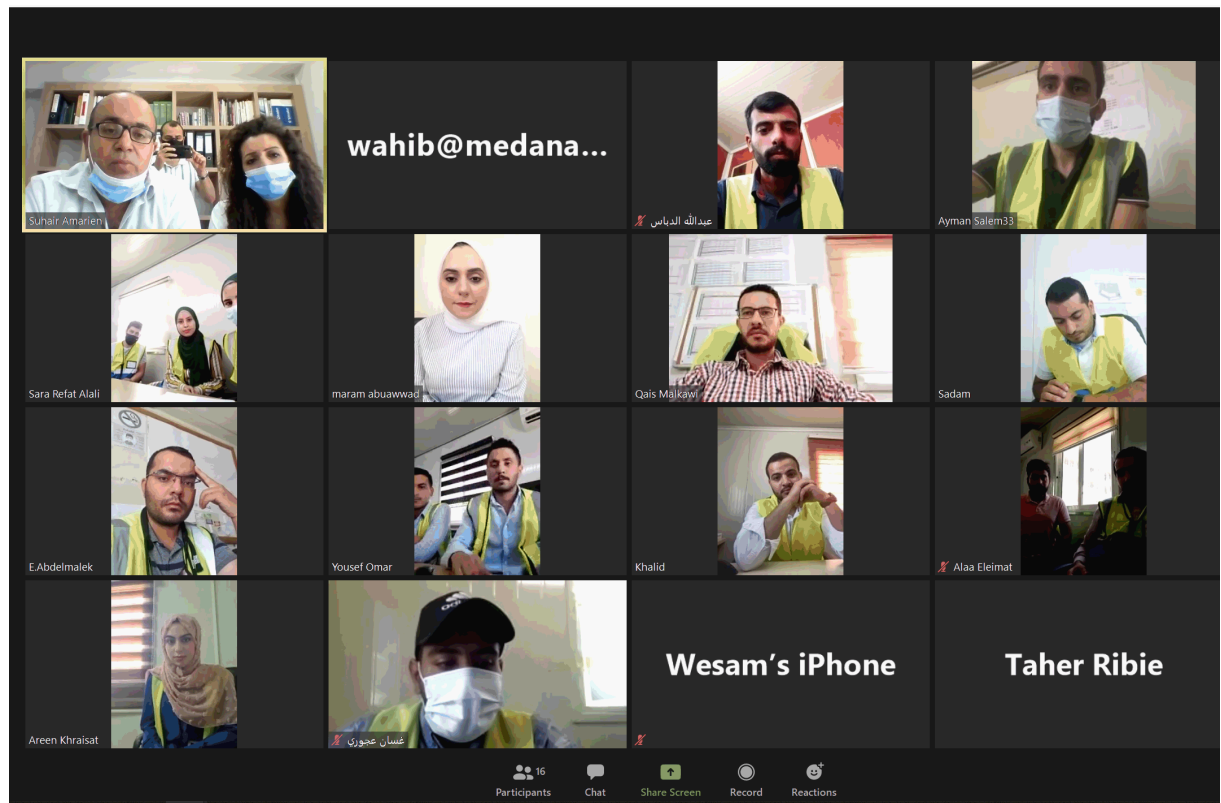 Suhair Amarien
wahib@medana...
عبدالله الدباس
Ayman Salem33
Sara Refat Alali
maram abuawwad
Qais Malkawi
Sadam
E.Abdelmalek
Yousef Omar
Khalid
Alaa Eleimat
Areen Khraisat
غسان عجوري
Wesam’s iPhone
Taher Ribie
16
Participants
Chat
Share Screen
Record
Reactions